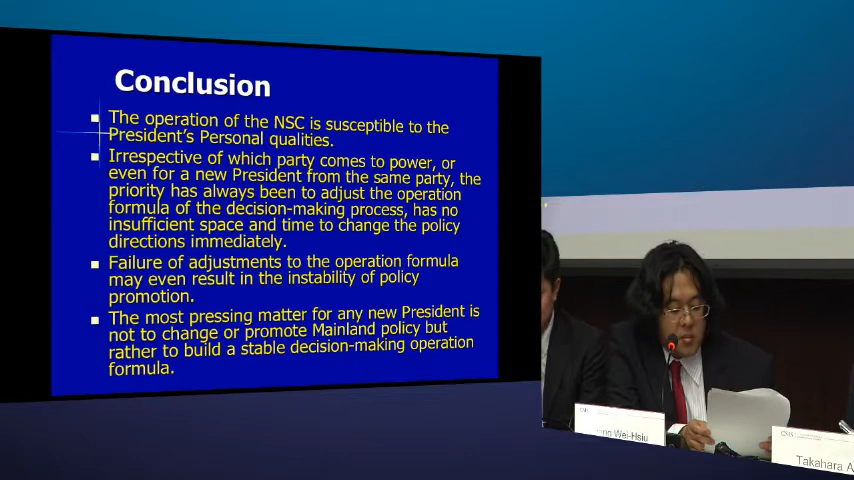 Conclusion
The operation of the NSC is susceptible to the
President's Personal qualities.
Irrespective of which party comes to power, or
even for a new President from the same party, the
priority has always been to adjust the operation
formula of the decision-making process, has no
insufficient space and time to change the policy
directions immediately.
Failure of adjustments to the operation formula
may even result in the instability of policy
promotion.
The most pressing matter for any new President is
not to change or promote Mainland policy but
rather to build a stable decision-making operation
formula.
Wei-Hsiu
CSIS
Takahara A